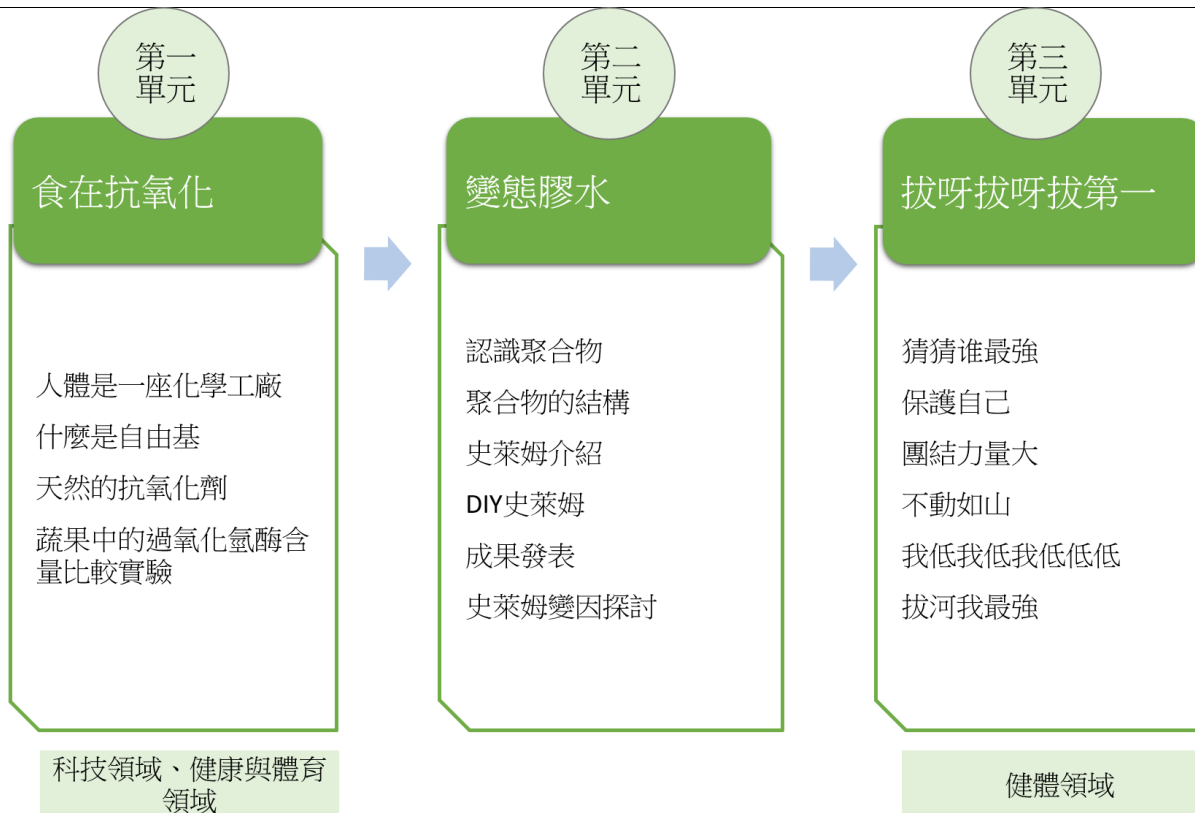 第一
單元
食在抗氧化
人體是一座化學工廠
什麼是自由基
天然的抗氧化劑
蔬果中的過氧化氫酶含
量比較實驗
科技領域、健康與體育
領域
第二
單元
變態膠水
認識聚合物
聚合物的結構
史萊姆介紹
DIY史萊姆
成果發表
史萊姆變因探討
第三
單元
拔呀拔呀拔第一
猜猜谁最強
保護自己
團結力量大
不動如山
我低我低我低低低
拔河我最強
健體領域